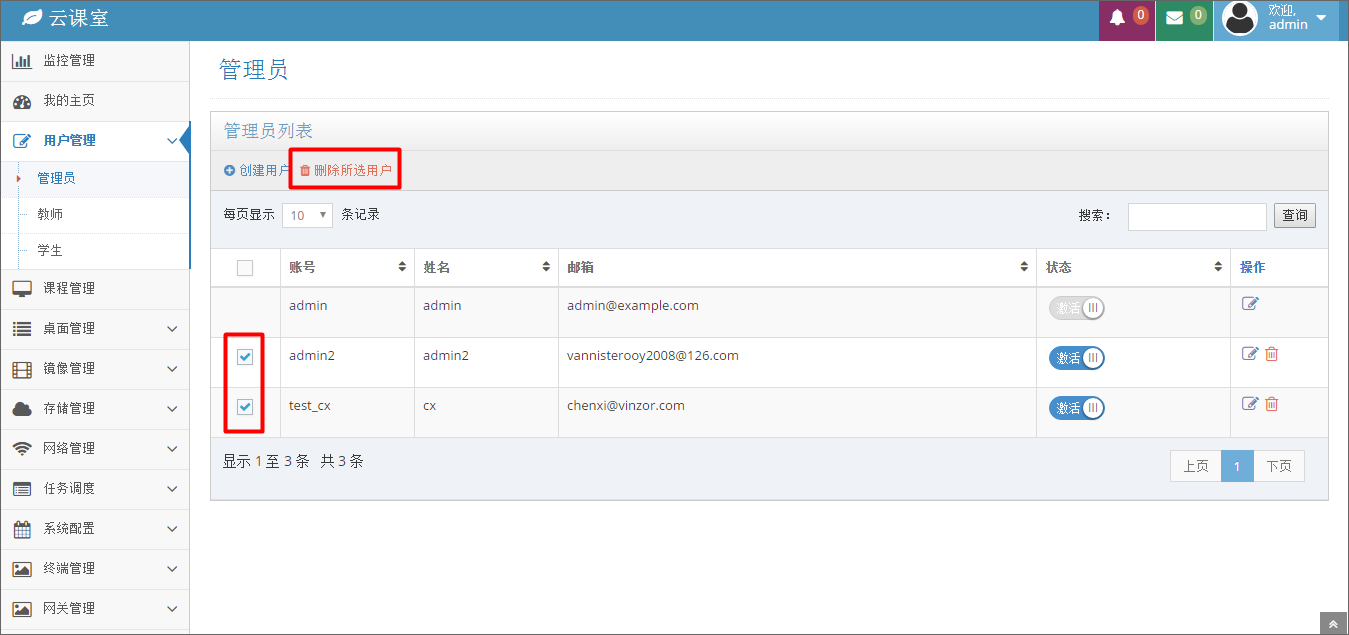 云课室
0
0
欢迎,
admin
监控管理
我的主页
用户管理
管理员
教师
学生
课程管理
桌面管理
镜像管理
存储管理
网络管理
任务调度
系统配置
终端管理
网关管理
管理员
管理员列表
创建用户 删除所选用户
每页显示 10 条记录
搜索: 查询
账号 姓名 邮箱 状态 操作
admin admin admin@example.com 激活
admin2 admin2 vannisterooy2008@126.com 激活
test_cx cx chenxi@vinzor.com 激活
显示 1 至 3 条 共 3 条
上页 1 下页